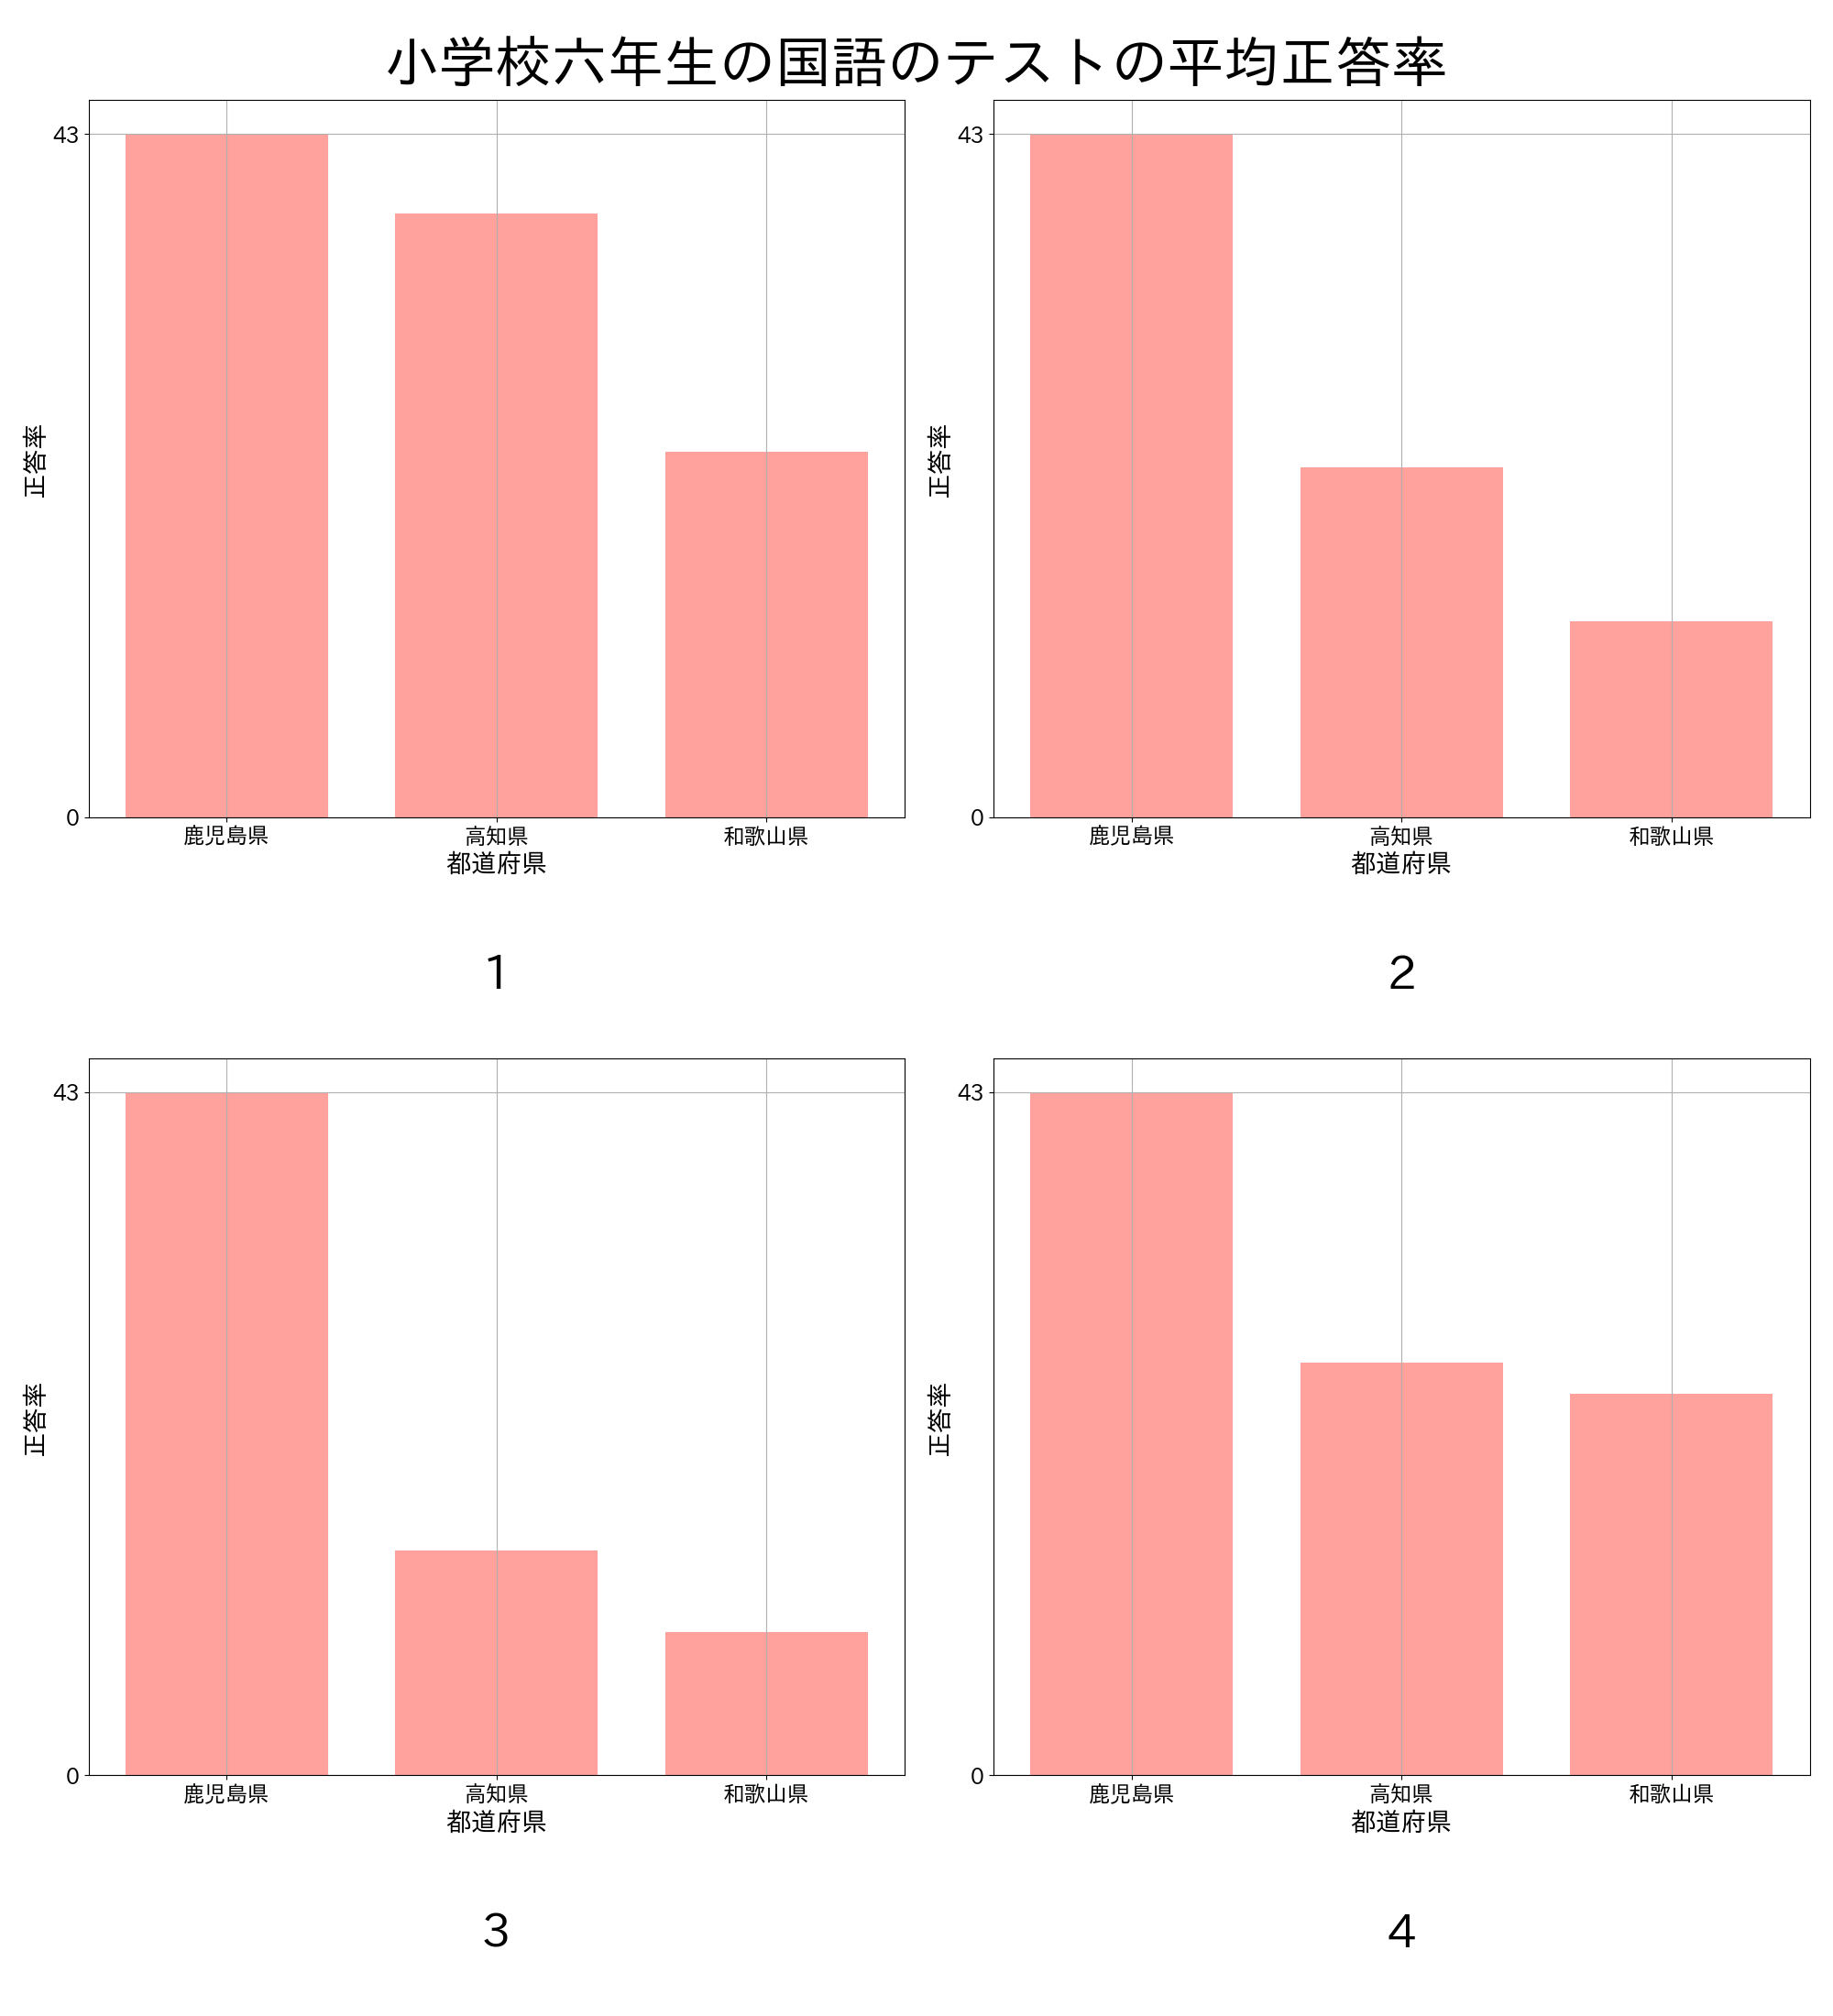 小学校六年生の国語のテストの平均正答率
43
0
正答率
鹿児島県 高知県 和歌山県
都道府県
1
43
0
正答率
鹿児島県 高知県 和歌山県
都道府県
2
43
0
正答率
鹿児島県 高知県 和歌山県
都道府県
3
43
0
正答率
鹿児島県 高知県 和歌山県
都道府県
4